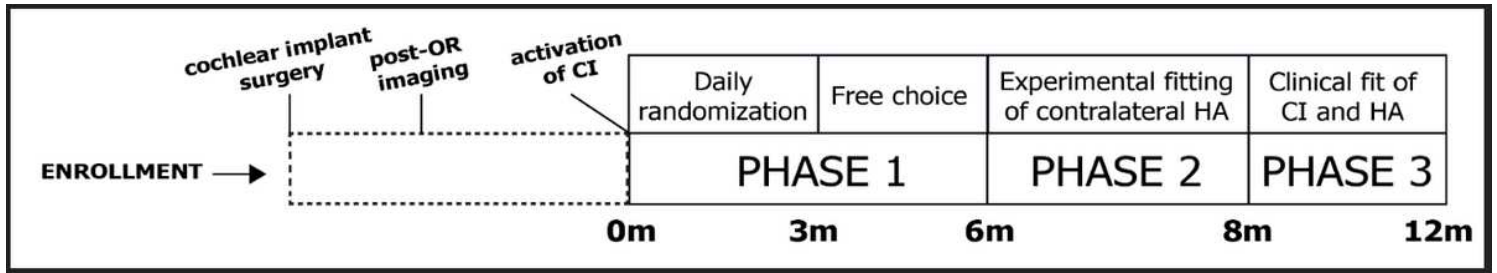 cochlear implant
surgery
post-OR
imaging
activation
of CI
Daily
randomization
Free choice
Experimental fitting
of contralateral HA
Clinical fit of
CI and HA
ENROLLMENT
PHASE 1
PHASE 2
PHASE 3
0m
3m
6m
8m
12m